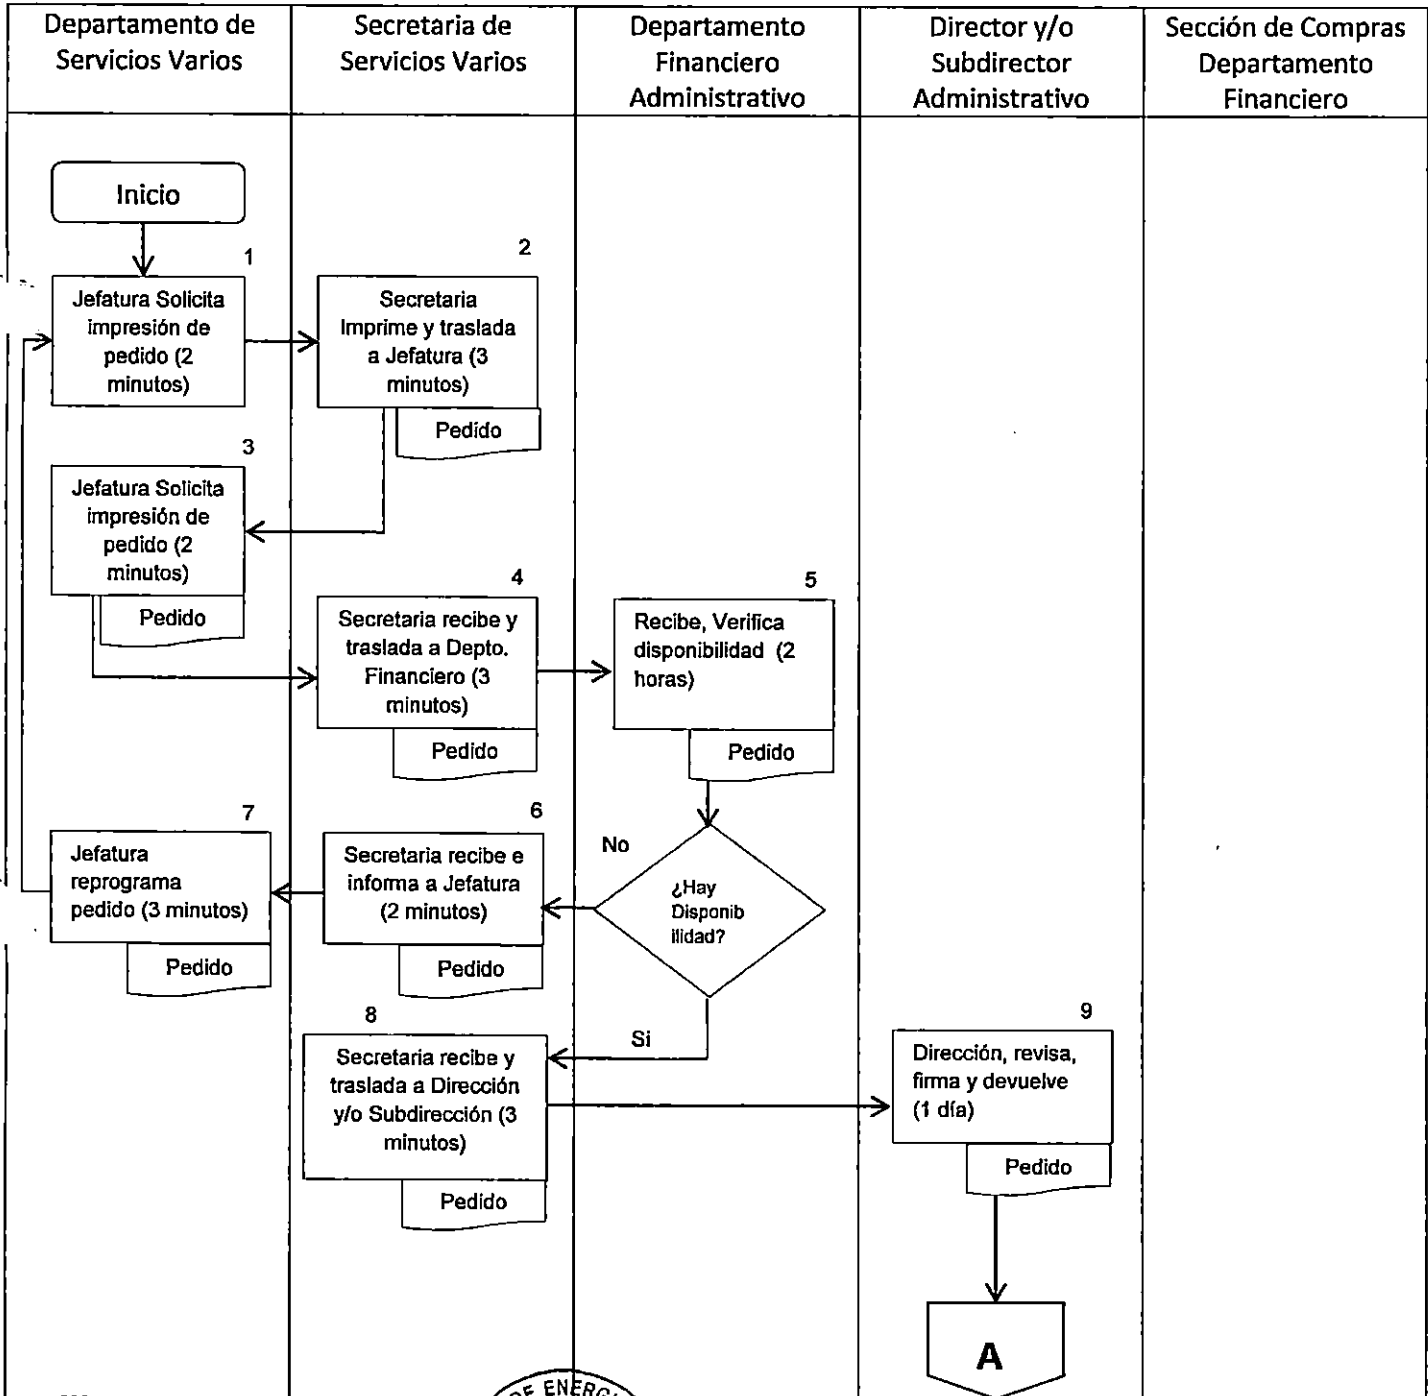 Departamento de
Servicios Varios
Secretaria de
Servicios Varios
Departamento
Financiero
Administrativo
Director y/o
Subdirector
Administrativo
Sección de Compras
Departamento
Financiero
Inicio
1
Jefatura Solicita
impresión de
pedido (2
minutos)
2
Secretaria
Imprime y traslada
a Jefatura (3
minutos)
Pedido
3
Jefatura Solicita
impresión de
pedido (2
minutos)
Pedido
4
Secretaria recibe y
traslada a Depto.
Financiero (3
minutos)
Pedido
5
Recibe, Verifica
disponibilidad (2
horas)
Pedido
¿Hay
Disponib
ilidad?
No
6
Secretaria recibe e
informa a Jefatura
(2 minutos)
Pedido
7
Jefatura
reprograma
pedido (3 minutos)
Pedido
Si
8
Secretaria recibe y
traslada a Dirección
y/o Subdirección (3
minutos)
Pedido
9
Dirección, revisa,
firma y devuelve
(1 día)
Pedido
A
DE ENERG